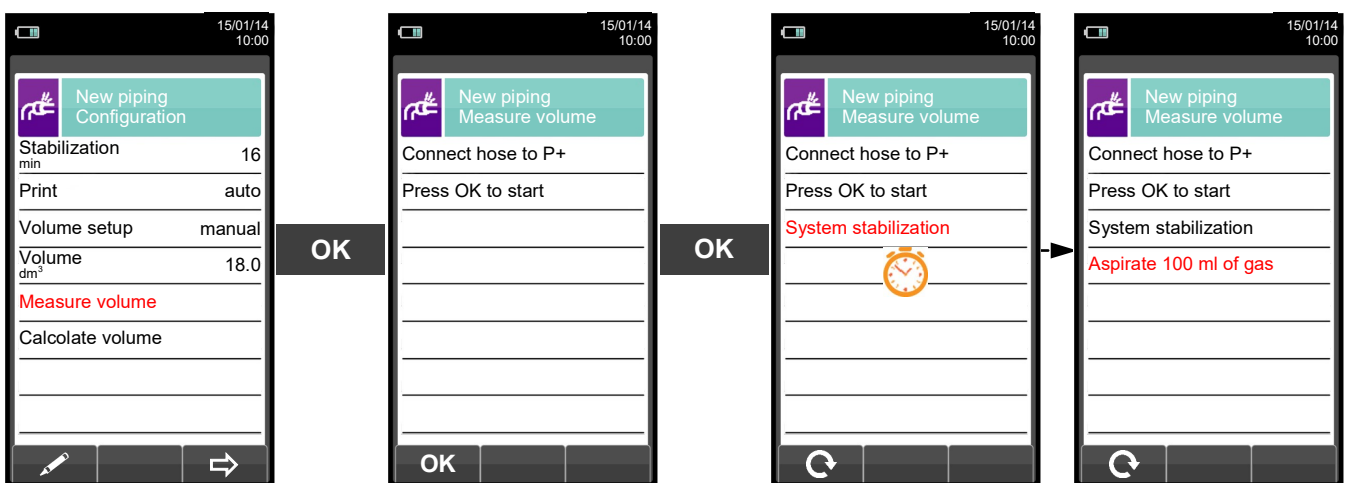 15/01/14
10:00
New piping
Configuration
Stabilization
min
16
Print auto
Volume setup manual
Volume
dm³
18.0
Measure volume
Calcolate volume
OK
15/01/14
10:00
New piping
Measure volume
Connect hose to P+
Press OK to start
OK
OK
15/01/14
10:00
New piping
Measure volume
Connect hose to P+
Press OK to start
System stabilization
15/01/14
10:00
New piping
Measure volume
Connect hose to P+
Press OK to start
System stabilization
Aspirate 100 ml of gas